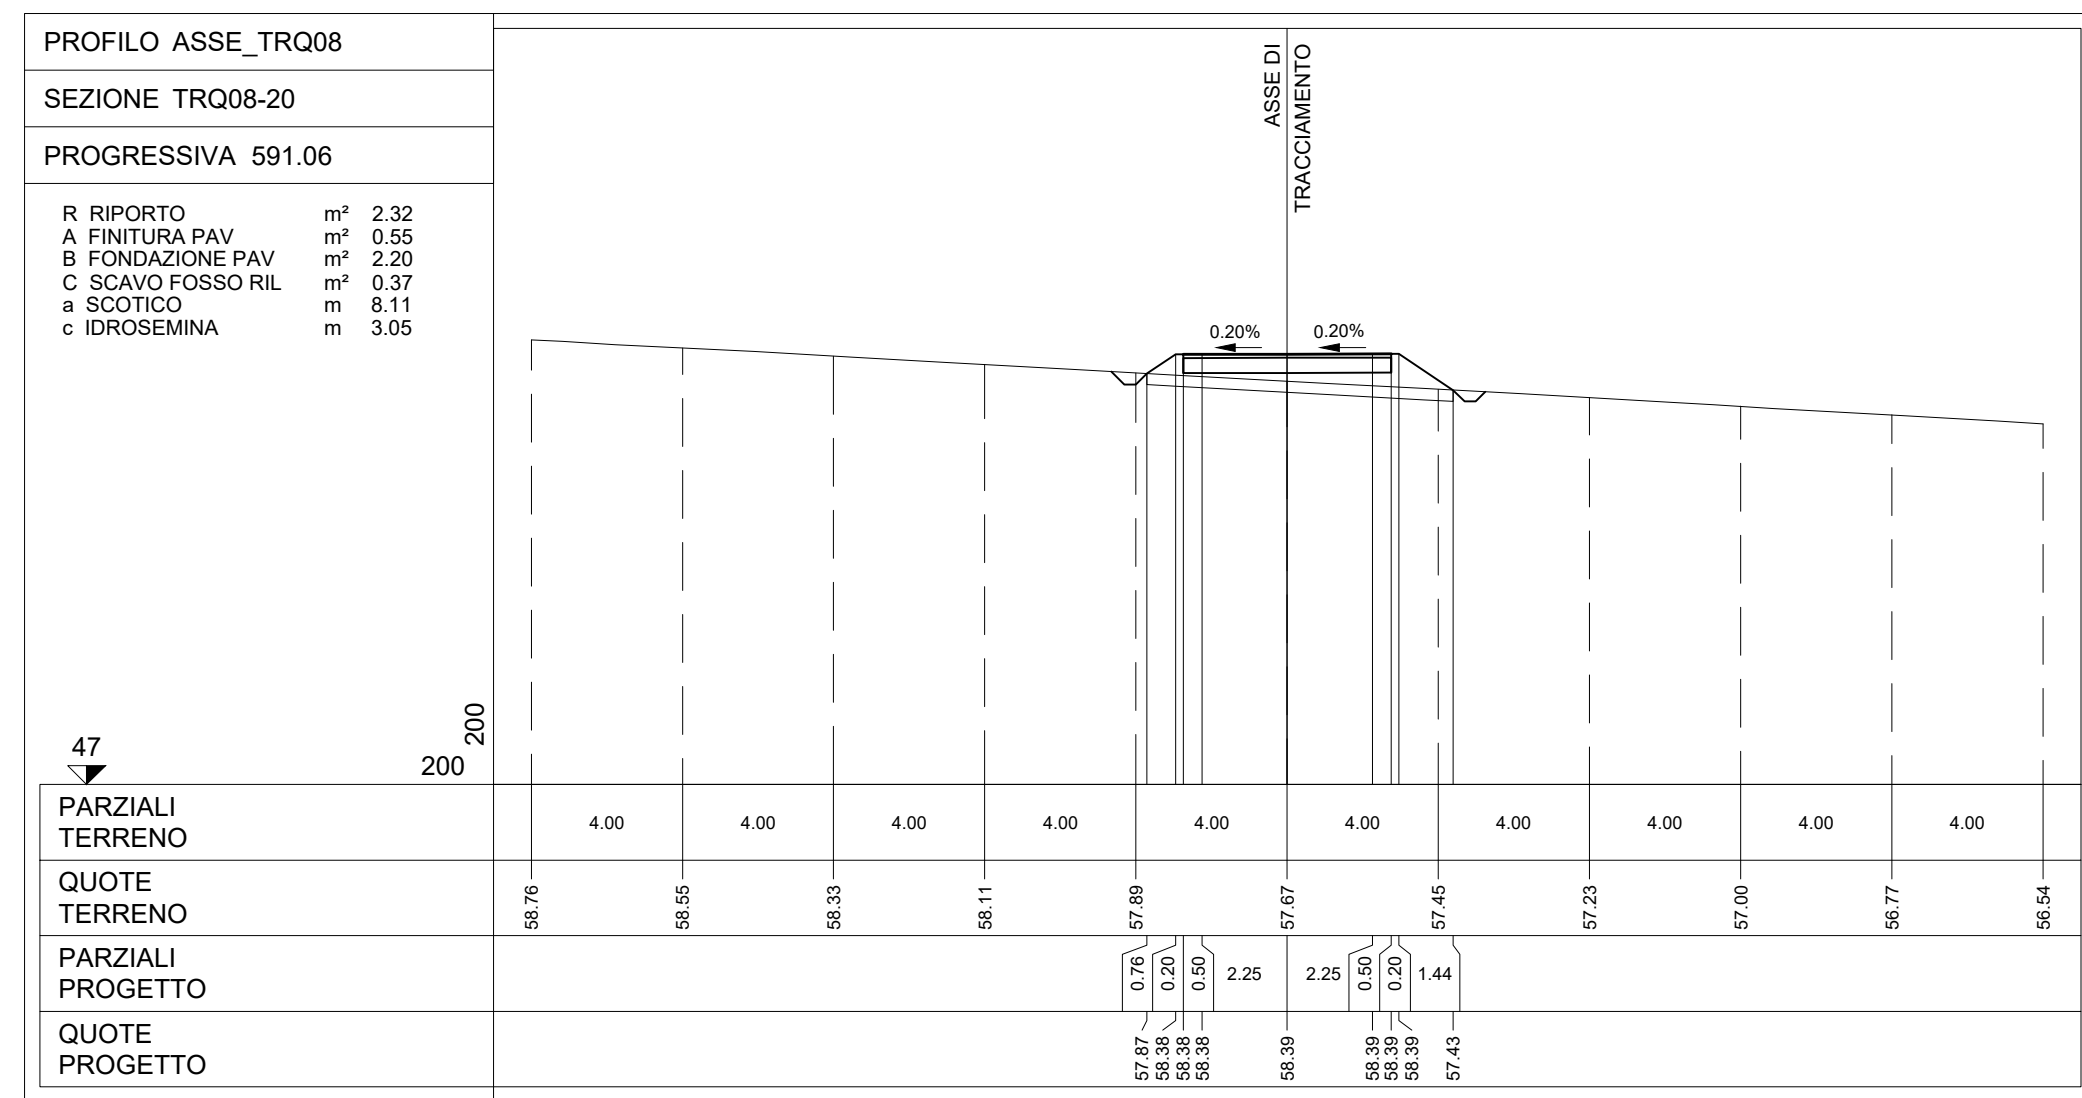 PROFILO ASSE_TRQ08
SEZIONE TRQ08-20
PROGRESSIVA 591.06
R RIPORTO m² 2.32
A FINITURA PAV m² 0.55
B FONDAZIONE PAV m² 2.20
C SCAVO FOSSO RIL m² 0.37
a SCOTICO m 8.11
c IDROSEMINA m 3.05
ASSE DI
TRACCIAMENTO
0.20% 0.20%
47
200
200
PARZIALI
TERRENO
4.00 4.00 4.00 4.00 4.00 4.00 4.00 4.00 4.00 4.00
QUOTE
TERRENO
58.76 58.55 58.33 58.11 57.89 57.67 57.45 57.23 57.00 56.77 56.54
PARZIALI
PROGETTO
0.76 0.20 0.50 2.25 2.25 0.50 0.20 1.44
QUOTE
PROGETTO
57.87 58.38 58.38 58.38 58.39 58.39 58.39 58.39 57.43